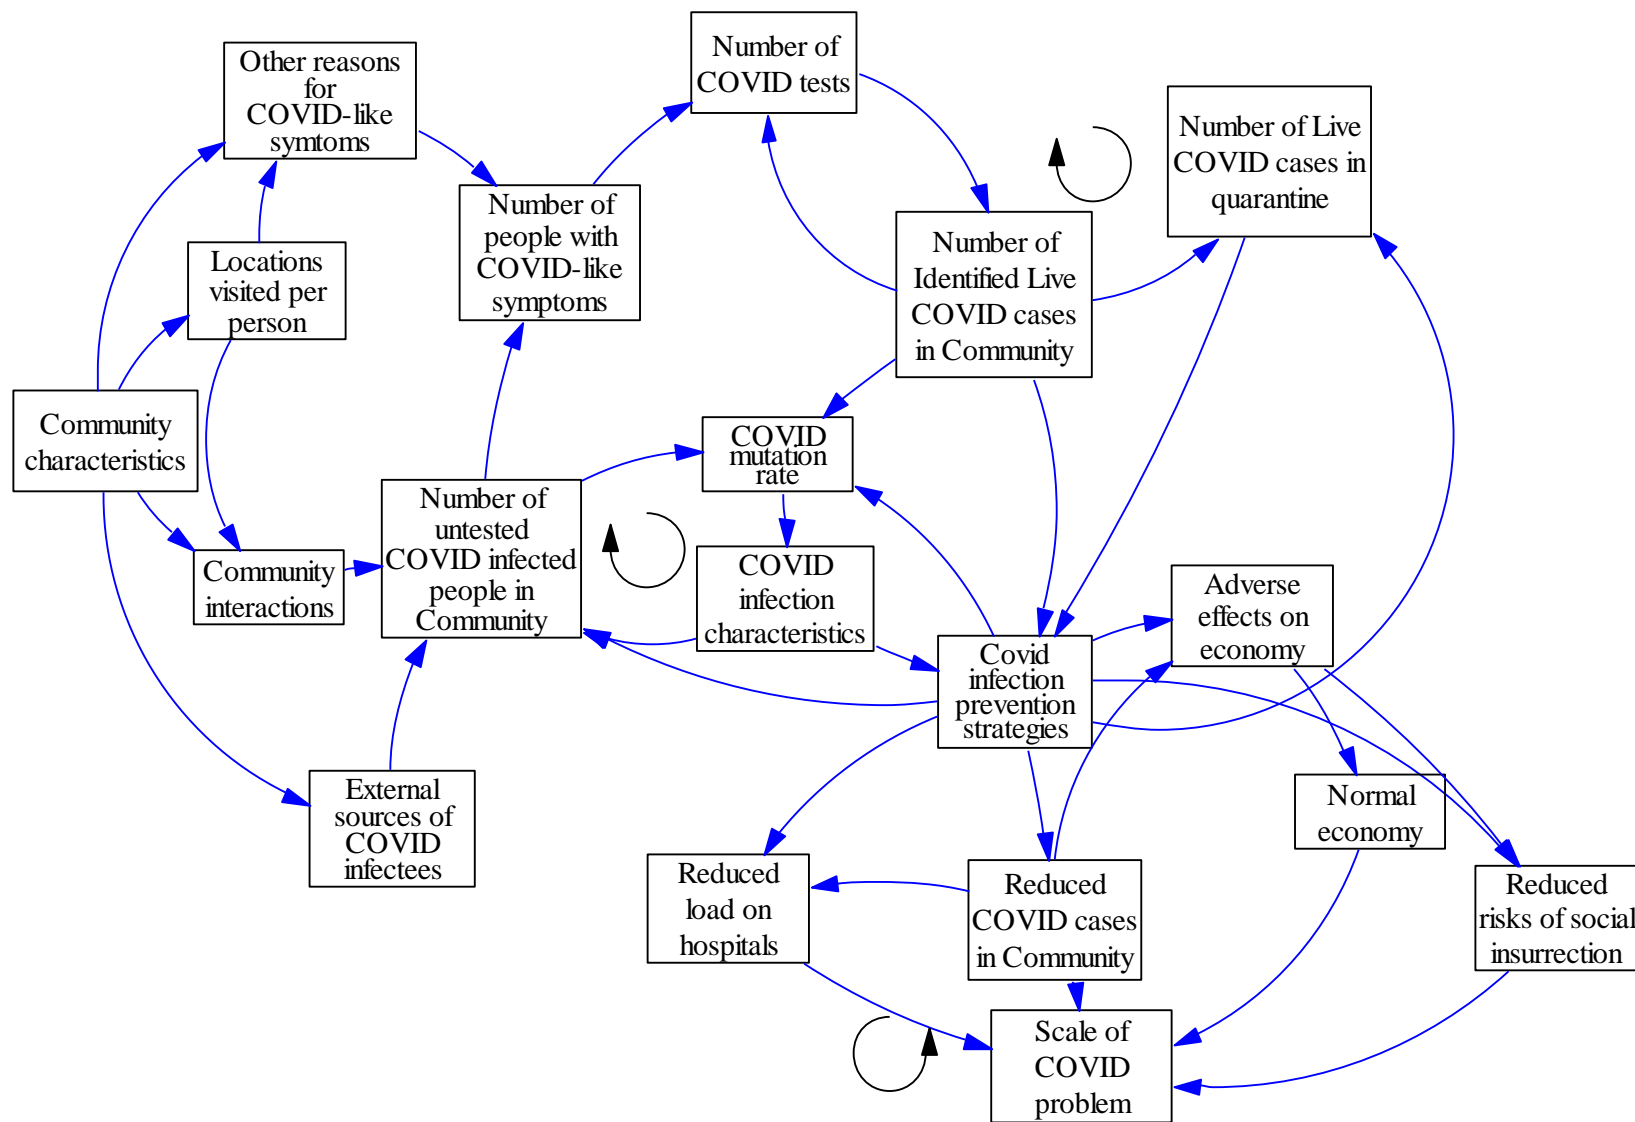 Number of
COVID tests
Other reasons
for
COVID-like
symtoms
Number of Live
COVID cases in
quarantine
Number of
people with
COVID-like
symptoms
Number of
Identified Live
COVID cases
in Community
Locations
visited per
person
Community
characteristics
COVID
mutation
rate
Number of
untested
COVID infected
people in
Community
Community
interactions
COVID
infection
characteristics
Adverse
effects on
economy
Covid
infection
prevention
strategies
External
sources of
COVID
infectees
Normal
economy
Reduced
load on
hospitals
Reduced
COVID cases
in Community
Reduced
risks of social
insurrection
Scale of
COVID
problem